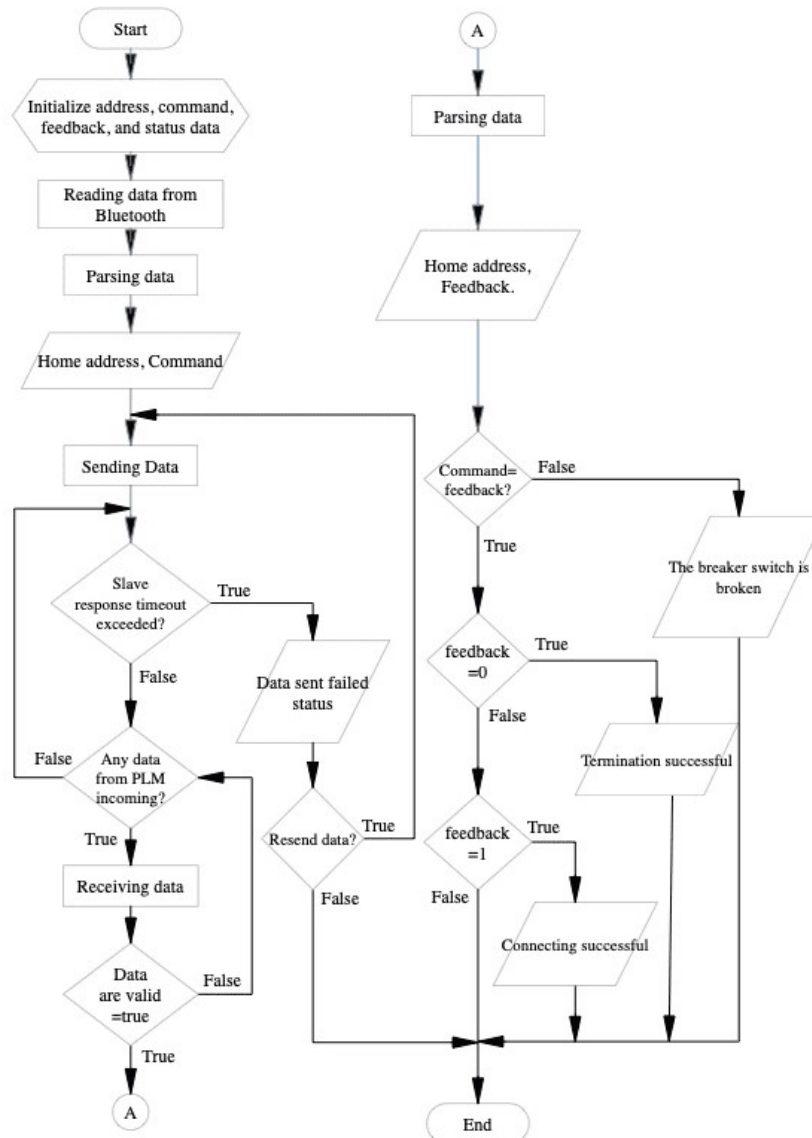 Start
Initialize address, command,
feedback, and status data
Reading data from
Bluetooth
Parsing data
Home address, Command
Sending Data
Slave
response timeout
exceeded?
True
False
Data sent failed
status
Any data
from PLM
incoming?
False
True
Resend data?
True
False
Receiving data
Data
are valid
=true
False
True
A
A
Parsing data
Home address,
Feedback.
Command=
feedback?
False
True
The breaker switch is
broken
feedback
=0
True
False
Termination successful
feedback
=1
True
False
Connecting successful
End